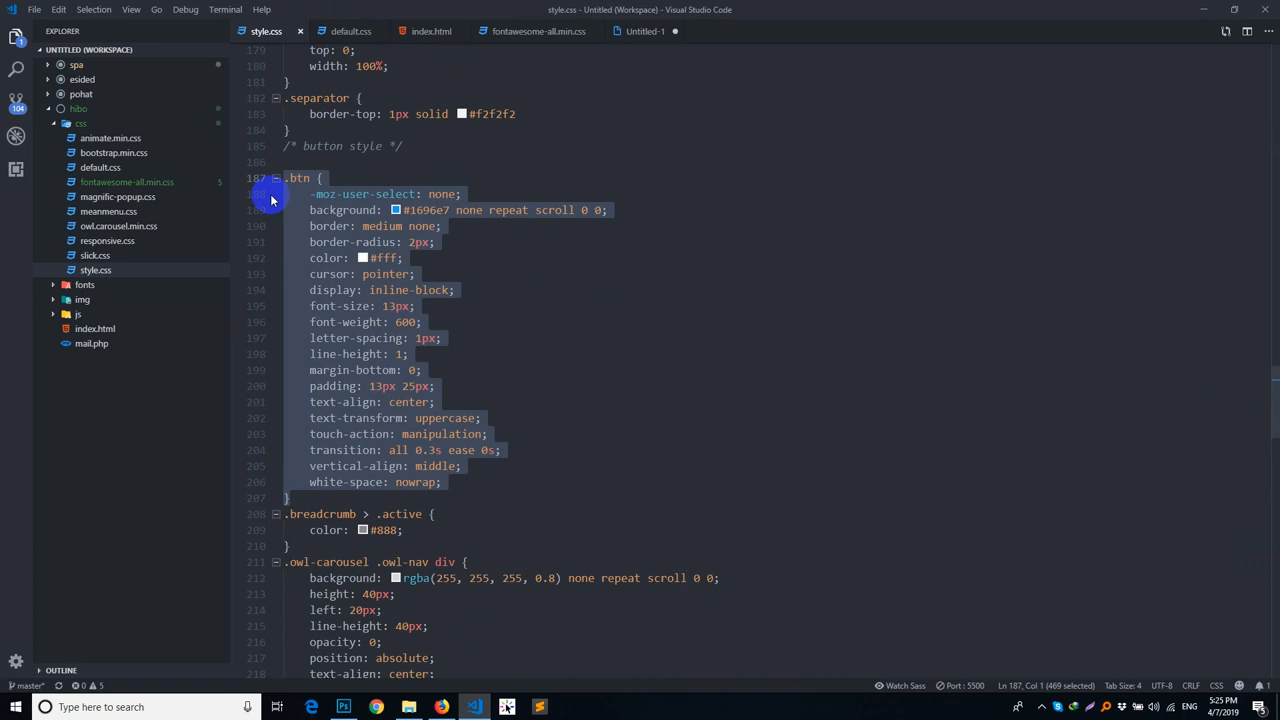 File Edit Selection View Go Debug Terminal Help
style.css - Untitled (Workspace) - Visual Studio Code
EXPLORER
style.css
default.css
index.html
fontawesome-all.min.css
Untitled-1
UNTITLED (WORKSPACE)
spa
esided
pohat
hibo
css
animate.min.css
bootstrap.min.css
default.css
fontawesome-all.min.css 5
magnific-popup.css
meanmenu.css
owl.carousel.min.css
responsive.css
slick.css
style.css
fonts
img
js
index.html
mail.php
OUTLINE
1
104
179 top: 0;
180 width: 100%;
181 }
182 .separator {
183 border-top: 1px solid #f2f2f2
184 }
185 /* button style */
186
187 .btn {
188 -moz-user-select: none;
189 background: #1696e7 none repeat scroll 0 0;
190 border: medium none;
191 border-radius: 2px;
192 color: #fff;
193 cursor: pointer;
194 display: inline-block;
195 font-size: 13px;
196 font-weight: 600;
197 letter-spacing: 1px;
198 line-height: 1;
199 margin-bottom: 0;
200 padding: 13px 25px;
201 text-align: center;
202 text-transform: uppercase;
203 touch-action: manipulation;
204 transition: all 0.3s ease 0s;
205 vertical-align: middle;
206 white-space: nowrap;
207 }
208 .breadcrumb > .active {
209 color: #888;
210 }
211 .owl-carousel .owl-nav div {
212 background: rgba(255, 255, 255, 0.8) none repeat scroll 0 0;
213 height: 40px;
214 left: 20px;
215 line-height: 40px;
216 opacity: 0;
217 position: absolute;
218 text-align: center;
master* 0 5
Watch Sass Port : 5500 Ln 187, Col 1 (469 selected) Tab Size: 4 UTF-8 CRLF CSS 1
Type here to search
ENG
5:25 PM
4/7/2019